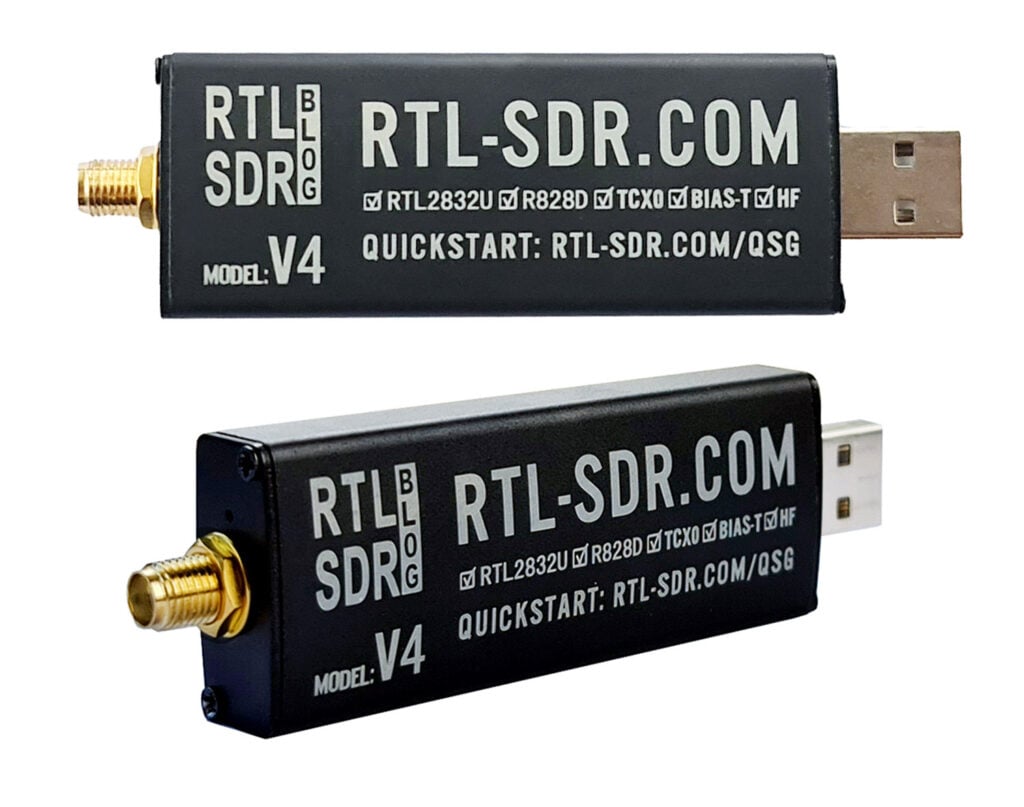 RTL BLOG
SDR
RTL-SDR.COM
☑ RTL2832U ☑ R828D ☑ TCXO ☑ BIAS-T ☑ HF
QUICKSTART: RTL-SDR.COM/QSG
MODEL: V4
RTL BLOG
SDR
RTL-SDR.COM
☑ RTL2832U ☑ R828D ☑ TCXO ☑ BIAS-T ☑ HF
QUICKSTART: RTL-SDR.COM/QSG
MODEL: V4